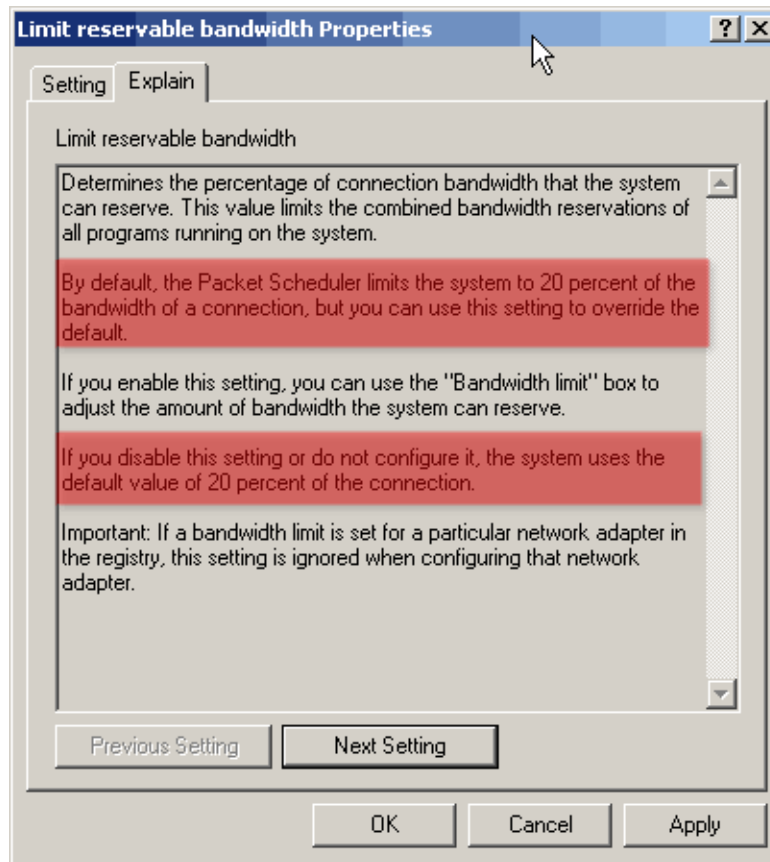 Limit reservable bandwidth Properties
?
Setting Explain
Limit reservable bandwidth
Determines the percentage of connection bandwidth that the system
can reserve. This value limits the combined bandwidth reservations of
all programs running on the system.
By default, the Packet Scheduler limits the system to 20 percent of the
bandwidth of a connection, but you can use this setting to override the
default.
If you enable this setting, you can use the "Bandwidth limit" box to
adjust the amount of bandwidth the system can reserve.
If you disable this setting or do not configure it, the system uses the
default value of 20 percent of the connection.
Important: If a bandwidth limit is set for a particular network adapter in
the registry, this setting is ignored when configuring that network
adapter.
Previous Setting Next Setting
OK Cancel Apply